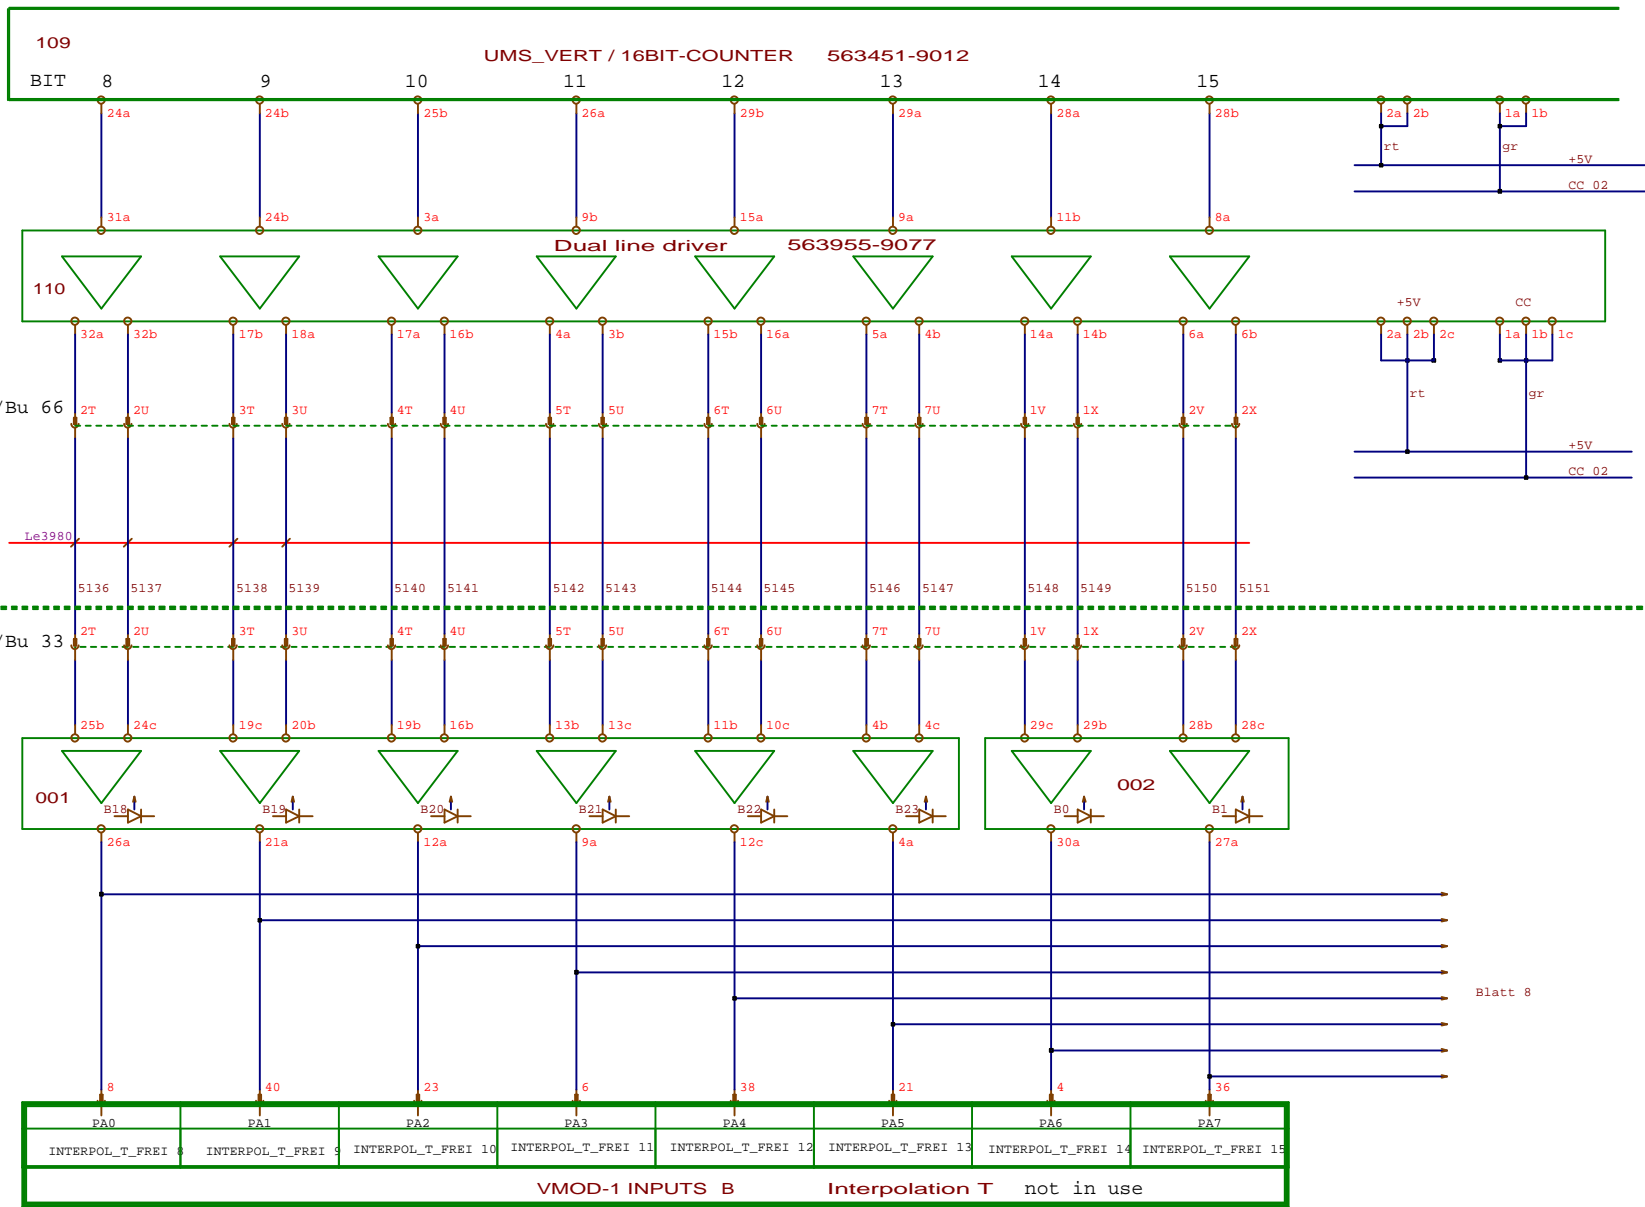 109
UMS_VERT / 16BIT-COUNTER 563451-9012
BIT 8 9 10 11 12 13 14 15
24a 24b 25b 26a 29b 29a 28a 28b 2a 2b 1a 1b
rt gr
+5V
CC 02
31a 24b 3a 9b 15a 9a 11b 8a
Dual line driver 563955-9077
110
+5V CC
32a 32b 17b 18a 17a 16b 4a 3b 15b 16a 5a 4b 14a 14b 6a 6b 2a 2b 2c 1a 1b 1c
rt gr
/Bu 66 2T 2U 3T 3U 4T 4U 5T 5U 6T 6U 7T 7U 1V 1X 2V 2X
+5V
CC 02
Le3980
5136 5137 5138 5139 5140 5141 5142 5143 5144 5145 5146 5147 5148 5149 5150 5151
/Bu 33 2T 2U 3T 3U 4T 4U 5T 5U 6T 6U 7T 7U 1V 1X 2V 2X
25b 24c 19c 20b 19b 16b 13b 13c 11b 10c 4b 4c 29c 29b 28b 28c
001 002
B18 B19 B20 B21 B22 B23 B0 B1
26a 21a 12a 9a 12c 4a 30a 27a
Blatt 8
8 40 23 6 38 21 4 36
PA0 PA1 PA2 PA3 PA4 PA5 PA6 PA7
INTERPOL_T_FREI 8 INTERPOL_T_FREI 9 INTERPOL_T_FREI 10 INTERPOL_T_FREI 11 INTERPOL_T_FREI 12 INTERPOL_T_FREI 13 INTERPOL_T_FREI 14 INTERPOL_T_FREI 15
VMOD-1 INPUTS B Interpolation T not in use